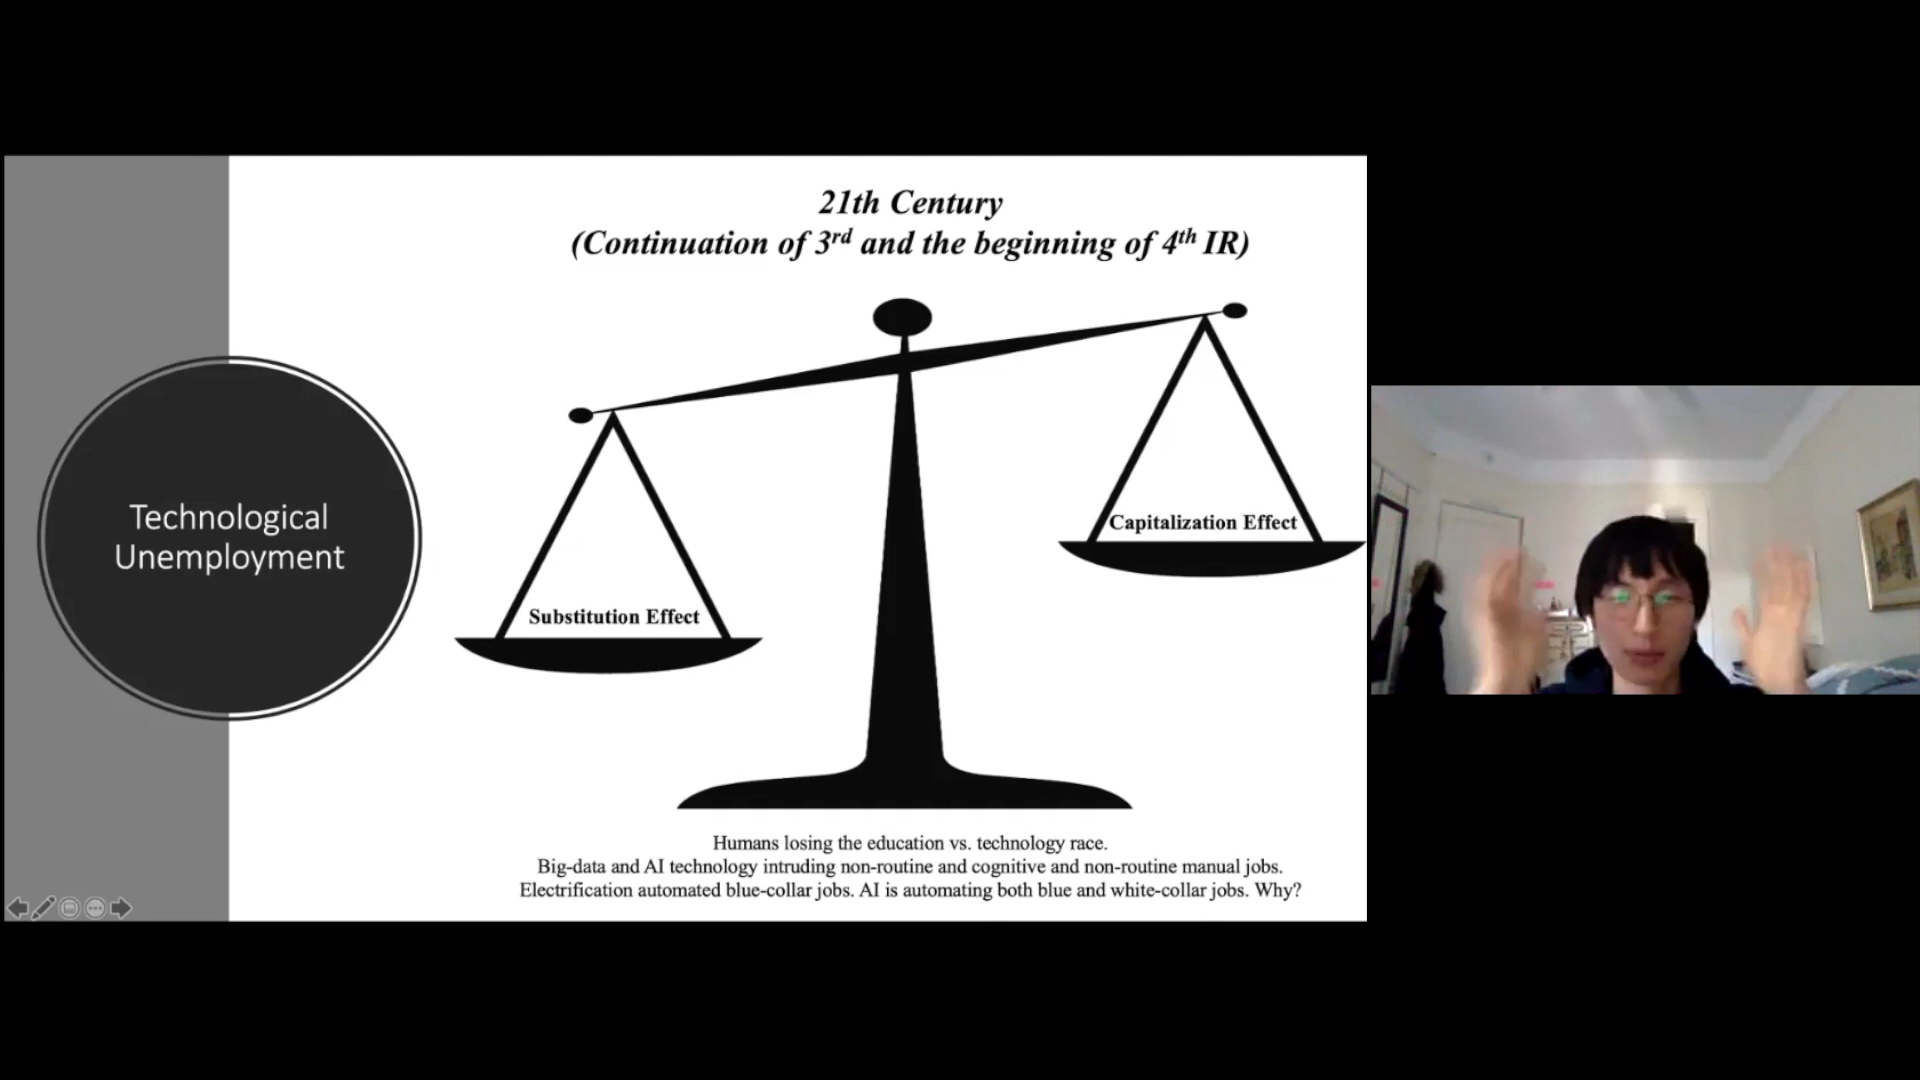 21th Century
(Continuation of 3rd and the beginning of 4th IR)
Technological
Unemployment
Capitalization Effect
Substitution Effect
Humans losing the education vs. technology race.
Big-data and AI technology intruding non-routine and cognitive and non-routine manual jobs.
Electrification automated blue-collar jobs. AI is automating both blue and white-collar jobs. Why?